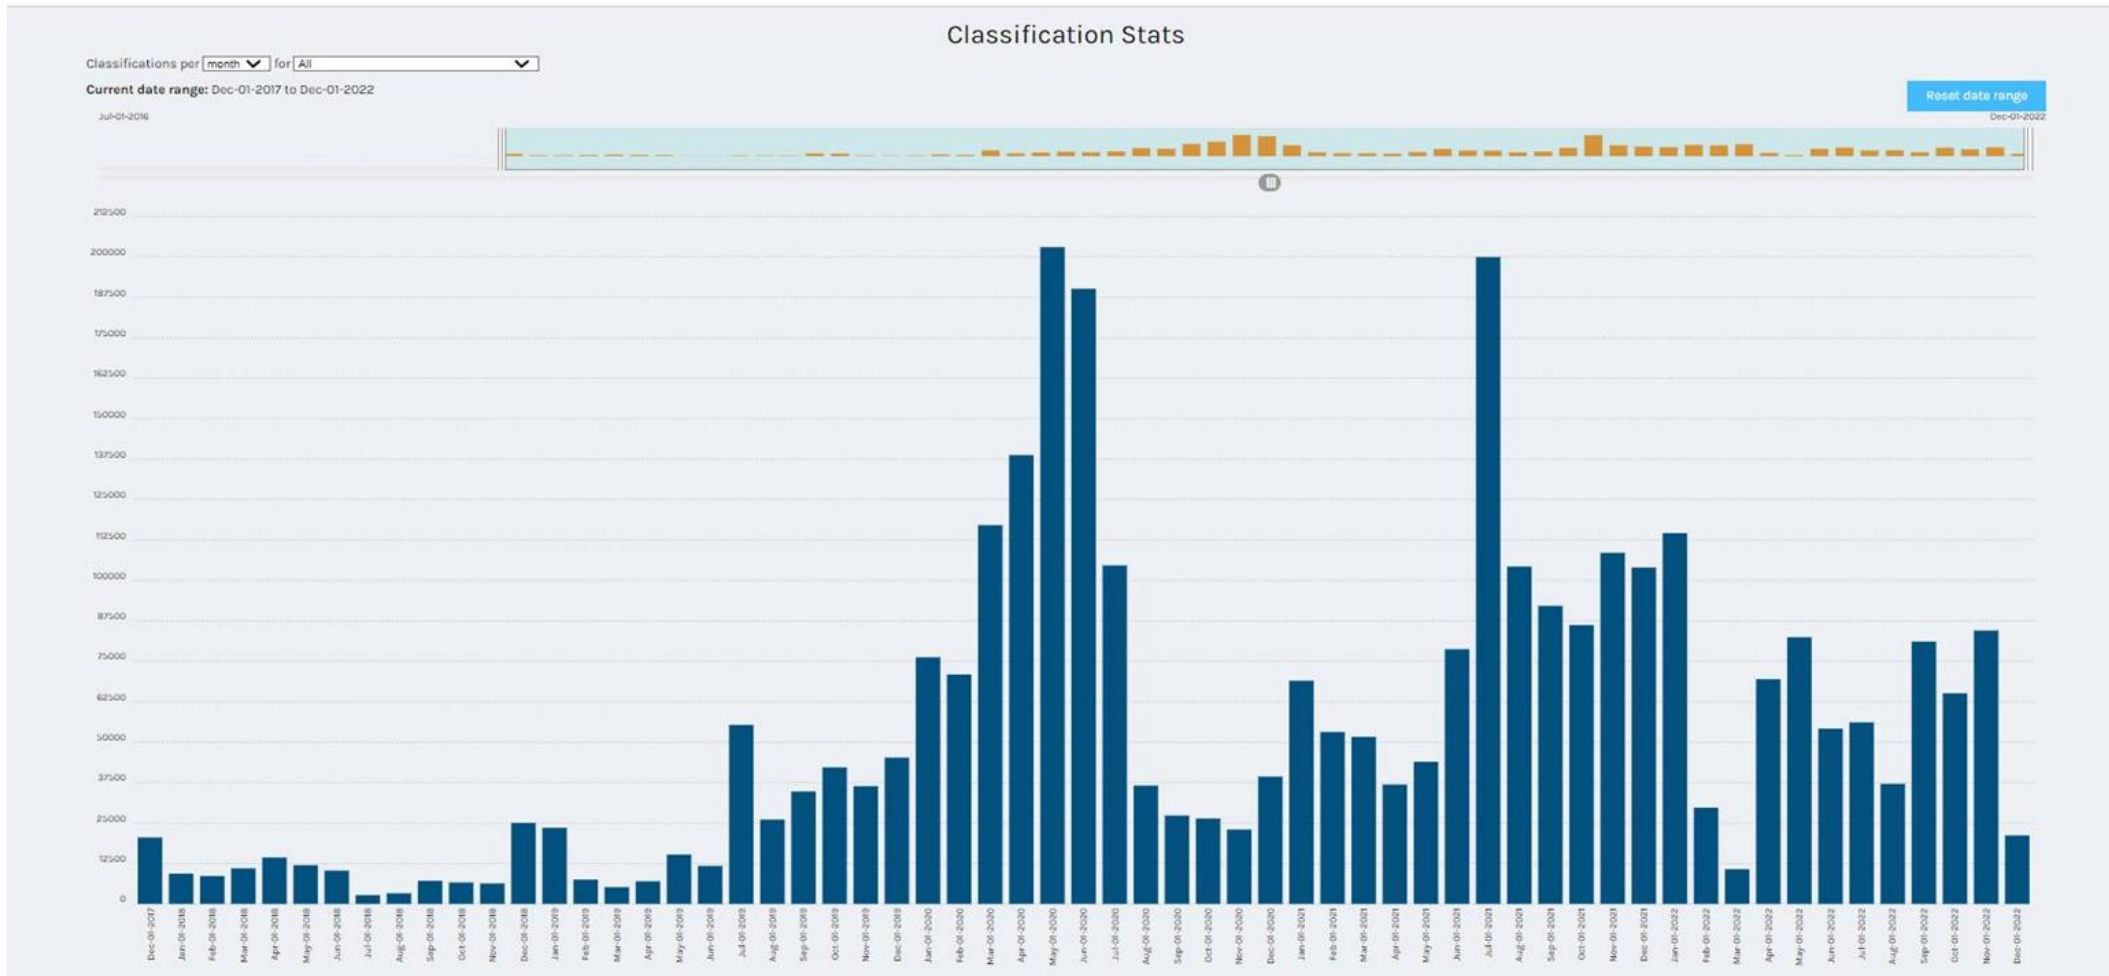 Classification Stats
Classifications per month for All
Current date range: Dec-01-2017 to Dec-01-2022
Reset date range
Jul-01-2016
Dec-01-2022
212500
200000
187500
175000
162500
150000
137500
125000
112500
100000
87500
75000
62500
50000
37500
25000
12500
0
Dec-01-2017
Jan-01-2018
Feb-01-2018
Mar-01-2018
Apr-01-2018
May-01-2018
Jun-01-2018
Jul-01-2018
Aug-01-2018
Sep-01-2018
Oct-01-2018
Nov-01-2018
Dec-01-2018
Jan-01-2019
Feb-01-2019
Mar-01-2019
Apr-01-2019
May-01-2019
Jun-01-2019
Jul-01-2019
Aug-01-2019
Sep-01-2019
Oct-01-2019
Nov-01-2019
Dec-01-2019
Jan-01-2020
Feb-01-2020
Mar-01-2020
Apr-01-2020
May-01-2020
Jun-01-2020
Jul-01-2020
Aug-01-2020
Sep-01-2020
Oct-01-2020
Nov-01-2020
Dec-01-2020
Jan-01-2021
Feb-01-2021
Mar-01-2021
Apr-01-2021
May-01-2021
Jun-01-2021
Jul-01-2021
Aug-01-2021
Sep-01-2021
Oct-01-2021
Nov-01-2021
Dec-01-2021
Jan-01-2022
Feb-01-2022
Mar-01-2022
Apr-01-2022
May-01-2022
Jun-01-2022
Jul-01-2022
Aug-01-2022
Sep-01-2022
Oct-01-2022
Nov-01-2022
Dec-01-2022